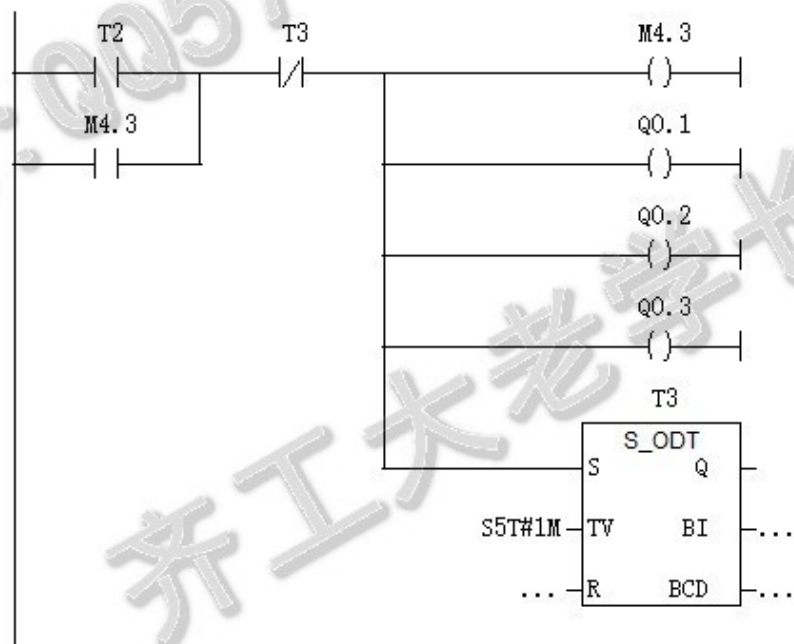 T2 T3 M4.3
M4.3 Q0.1
Q0.2
Q0.3
T3
S_ODT
S Q
S5T#1M TV BI ...
... R BCD ...
齐工大老学长
: QQ5